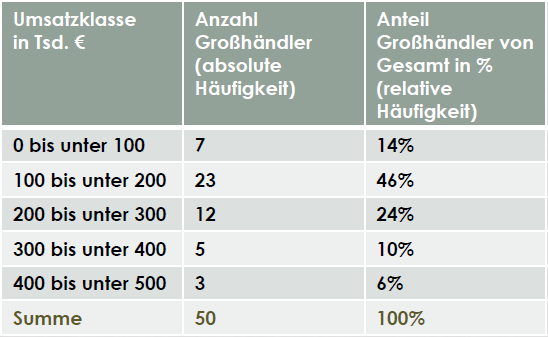 Umsatzklasse
in Tsd. €
Anzahl
Großhändler
(absolute
Häufigkeit)
Anteil
Großhändler von
Gesamt in %
(relative
Häufigkeit)
0 bis unter 100 7 14%
100 bis unter 200 23 46%
200 bis unter 300 12 24%
300 bis unter 400 5 10%
400 bis unter 500 3 6%
Summe 50 100%